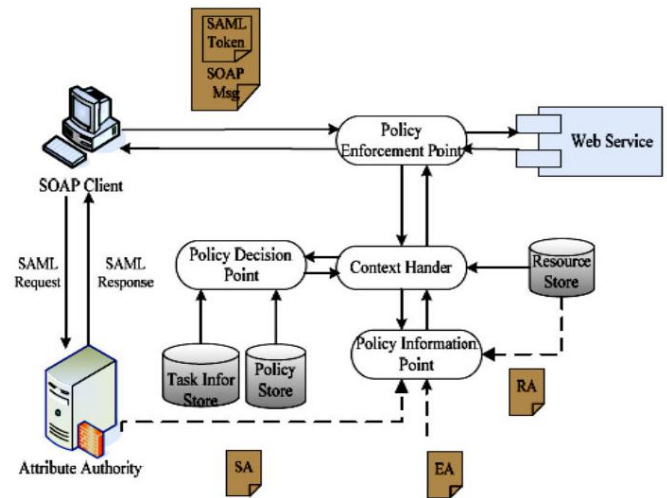 SAML
Token
SOAP
Msg
Policy
Enforcement Point
Web Service
SOAP Client
SAML
Request
SAML
Response
Policy Decision
Point
Context Hander
Resource
Store
Policy Information
Point
Task Infor
Store
Policy
Store
RA
Attribute Authority
SA
EA